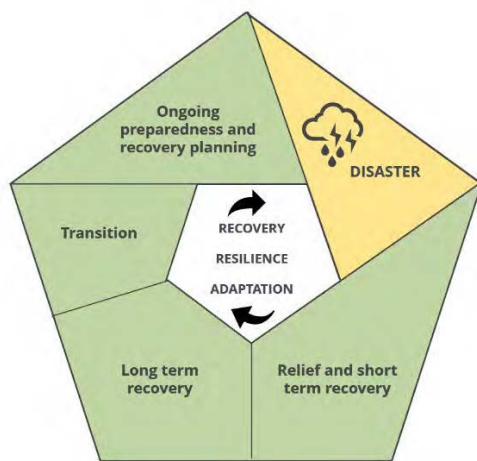 Ongoing
preparedness and
recovery planning
DISASTER
Transition
RECOVERY
RESILIENCE
ADAPTATION
Long term
recovery
Relief and short
term recovery